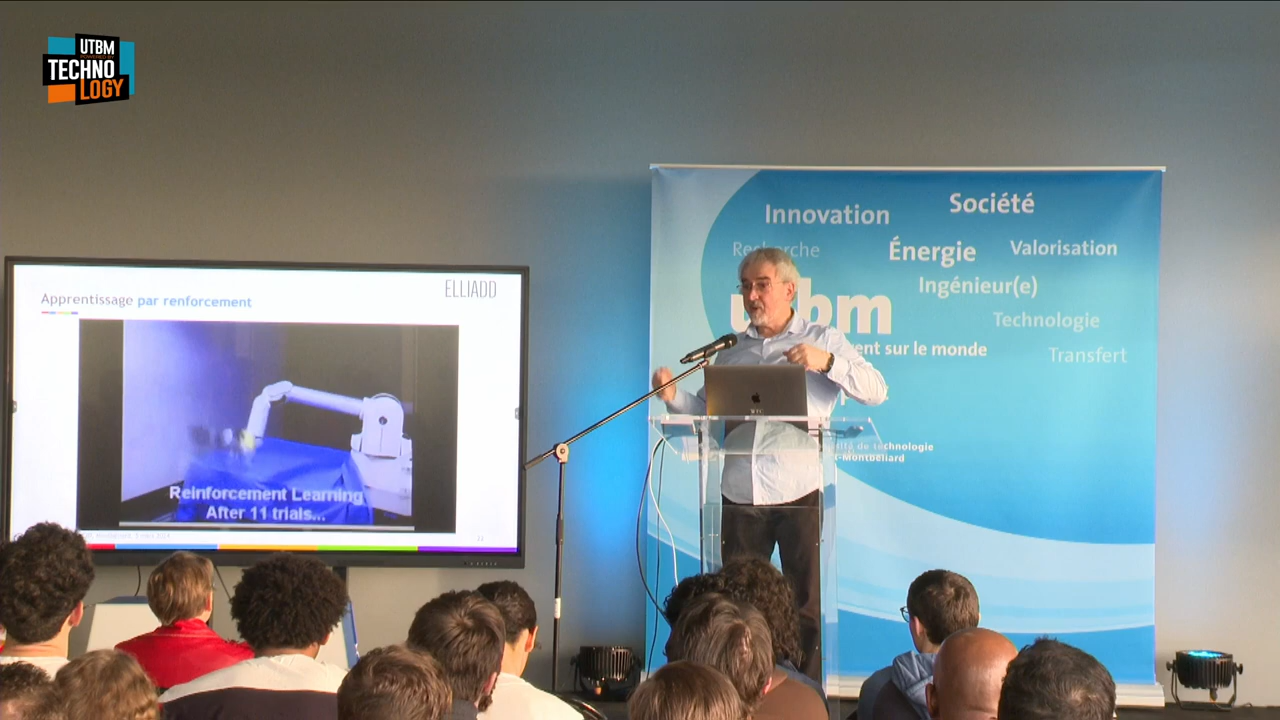 UTBM
TECHNO
LOGY
ELLIADD
Apprentissage par renforcement
Reinforcement Learning
After 11 trials...
Innovation
Société
Recherche
Énergie
Valorisation
Ingénieur(e)
utbm
Technologie
sur le monde
Transfert
de technologie
-Montbéliard